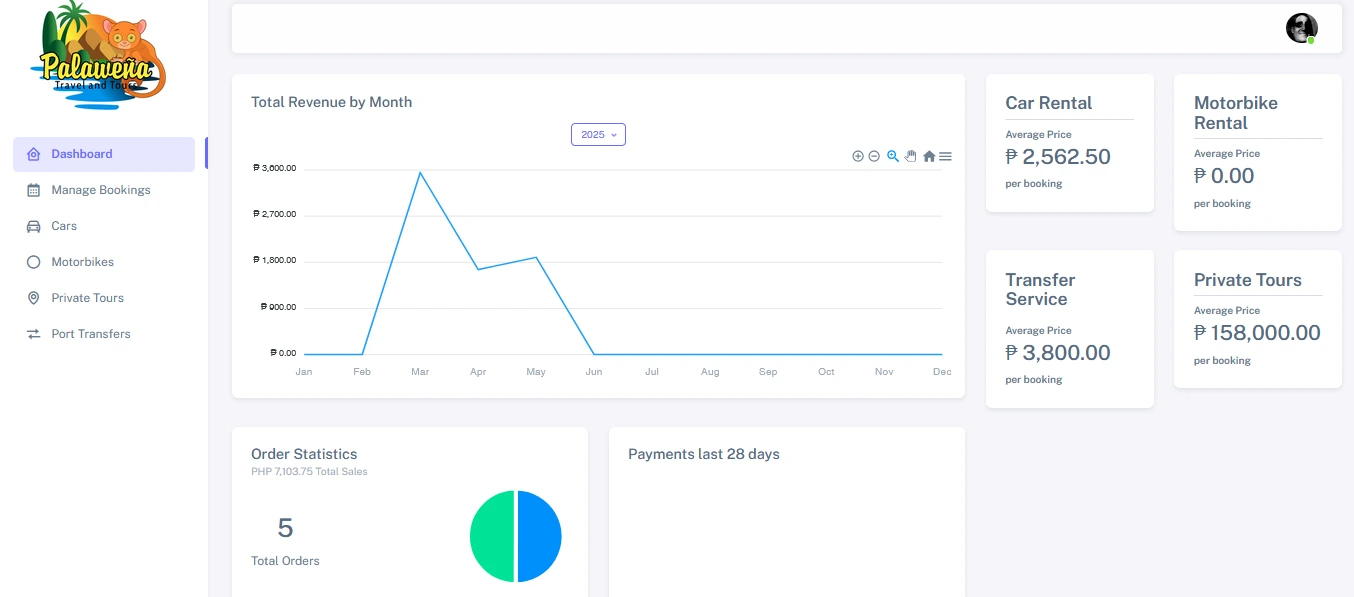 Palaweña
Travel and Tours
Dashboard
Manage Bookings
Cars
Motorbikes
Private Tours
Port Transfers
Total Revenue by Month
2025
₱ 3,600.00
₱ 2,700.00
₱ 1,800.00
₱ 900.00
₱ 0.00
Jan Feb Mar Apr May Jun Jul Aug Sep Oct Nov Dec
Car Rental
Average Price
₱ 2,562.50
per booking
Motorbike
Rental
Average Price
₱ 0.00
per booking
Transfer
Service
Average Price
₱ 3,800.00
per booking
Private Tours
Average Price
₱ 158,000.00
per booking
Order Statistics
PHP 7,103.75 Total Sales
5
Total Orders
Payments last 28 days